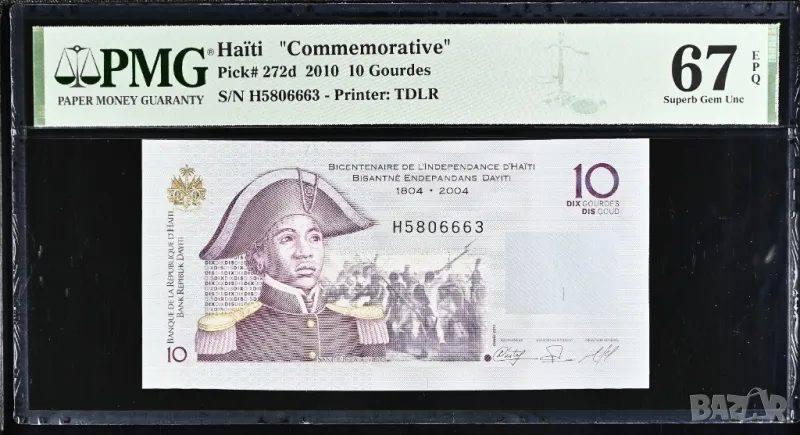 PMG®
PAPER MONEY GUARANTY
Haïti "Commemorative"
Pick# 272d 2010 10 Gourdes
S/N H5806663 - Printer: TDLR
67
EPQ
Superb Gem Unc
BICENTENAIRE DE L'INDEPENDANCE D'HAÏTI
BISANTNÈ ENDEPANDANS DAYITI
1804 • 2004
H5806663
10
DIX GOURDES
DIS GOUD
BANQUE DE LA RÉPUBLIQUE D'HAÏTI
BANK REPIBLIK DAYITI
10
BAZAR